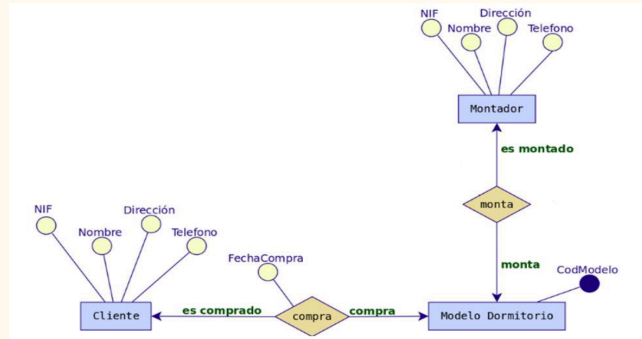 NIF
Nombre
Dirección
Telefono
Montador
es montado
monta
monta
CodModelo
Modelo Dormitorio
NIF
Nombre
Dirección
Telefono
FechaCompra
Cliente
es comprado
compra
compra